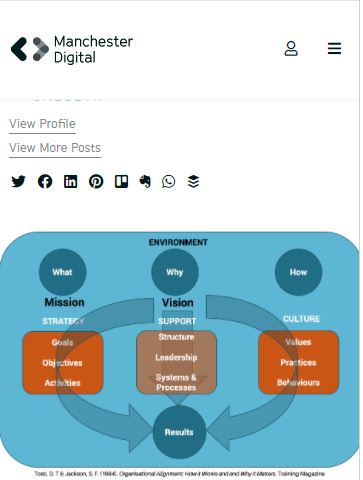 Manchester
Digital
View Profile
View More Posts
ENVIRONMENT
What
Why
How
Mission
Vision
STRATEGY
SUPPORT
CULTURE
Goals
Objectives
Activities
Structure
Leadership
Systems &
Processes
Values
Practices
Behaviours
Results
Tosti, D. T & Jackson, S. F. (1994). Organisational Alignment: How it Works and and Why it Matters. Training Magazine